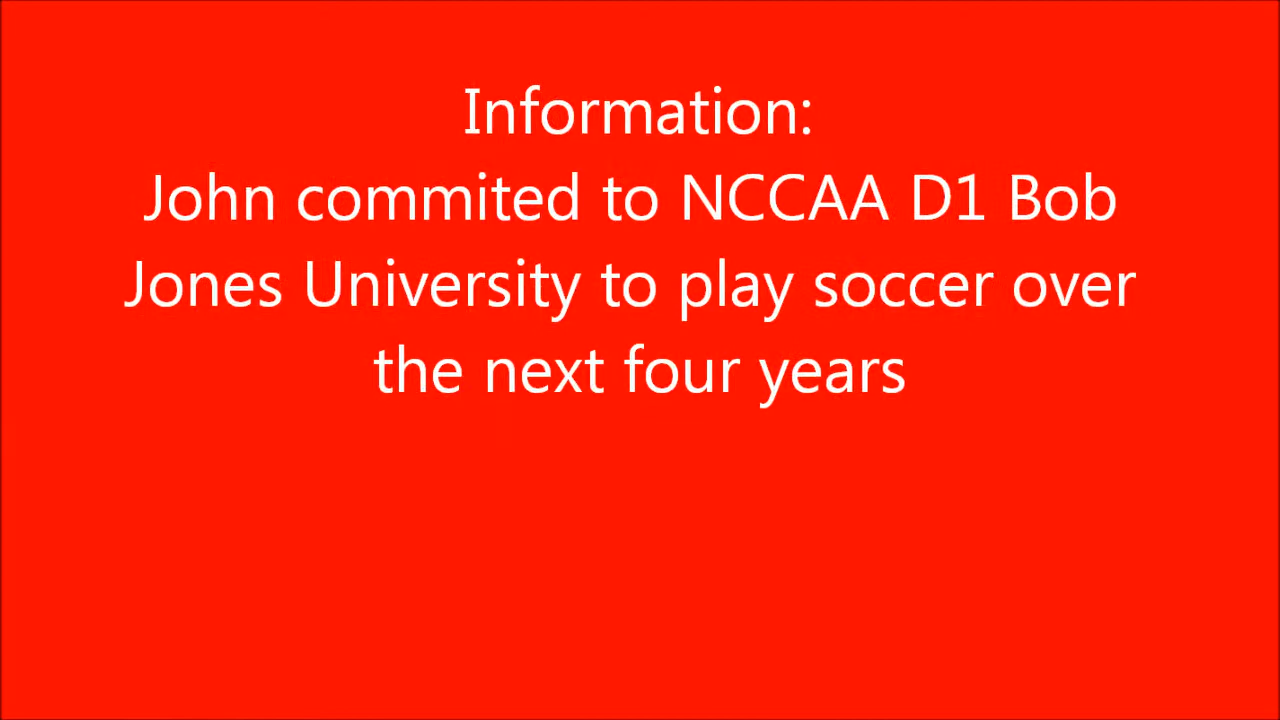 Information:
John commited to NCCAA D1 Bob
Jones University to play soccer over
the next four years